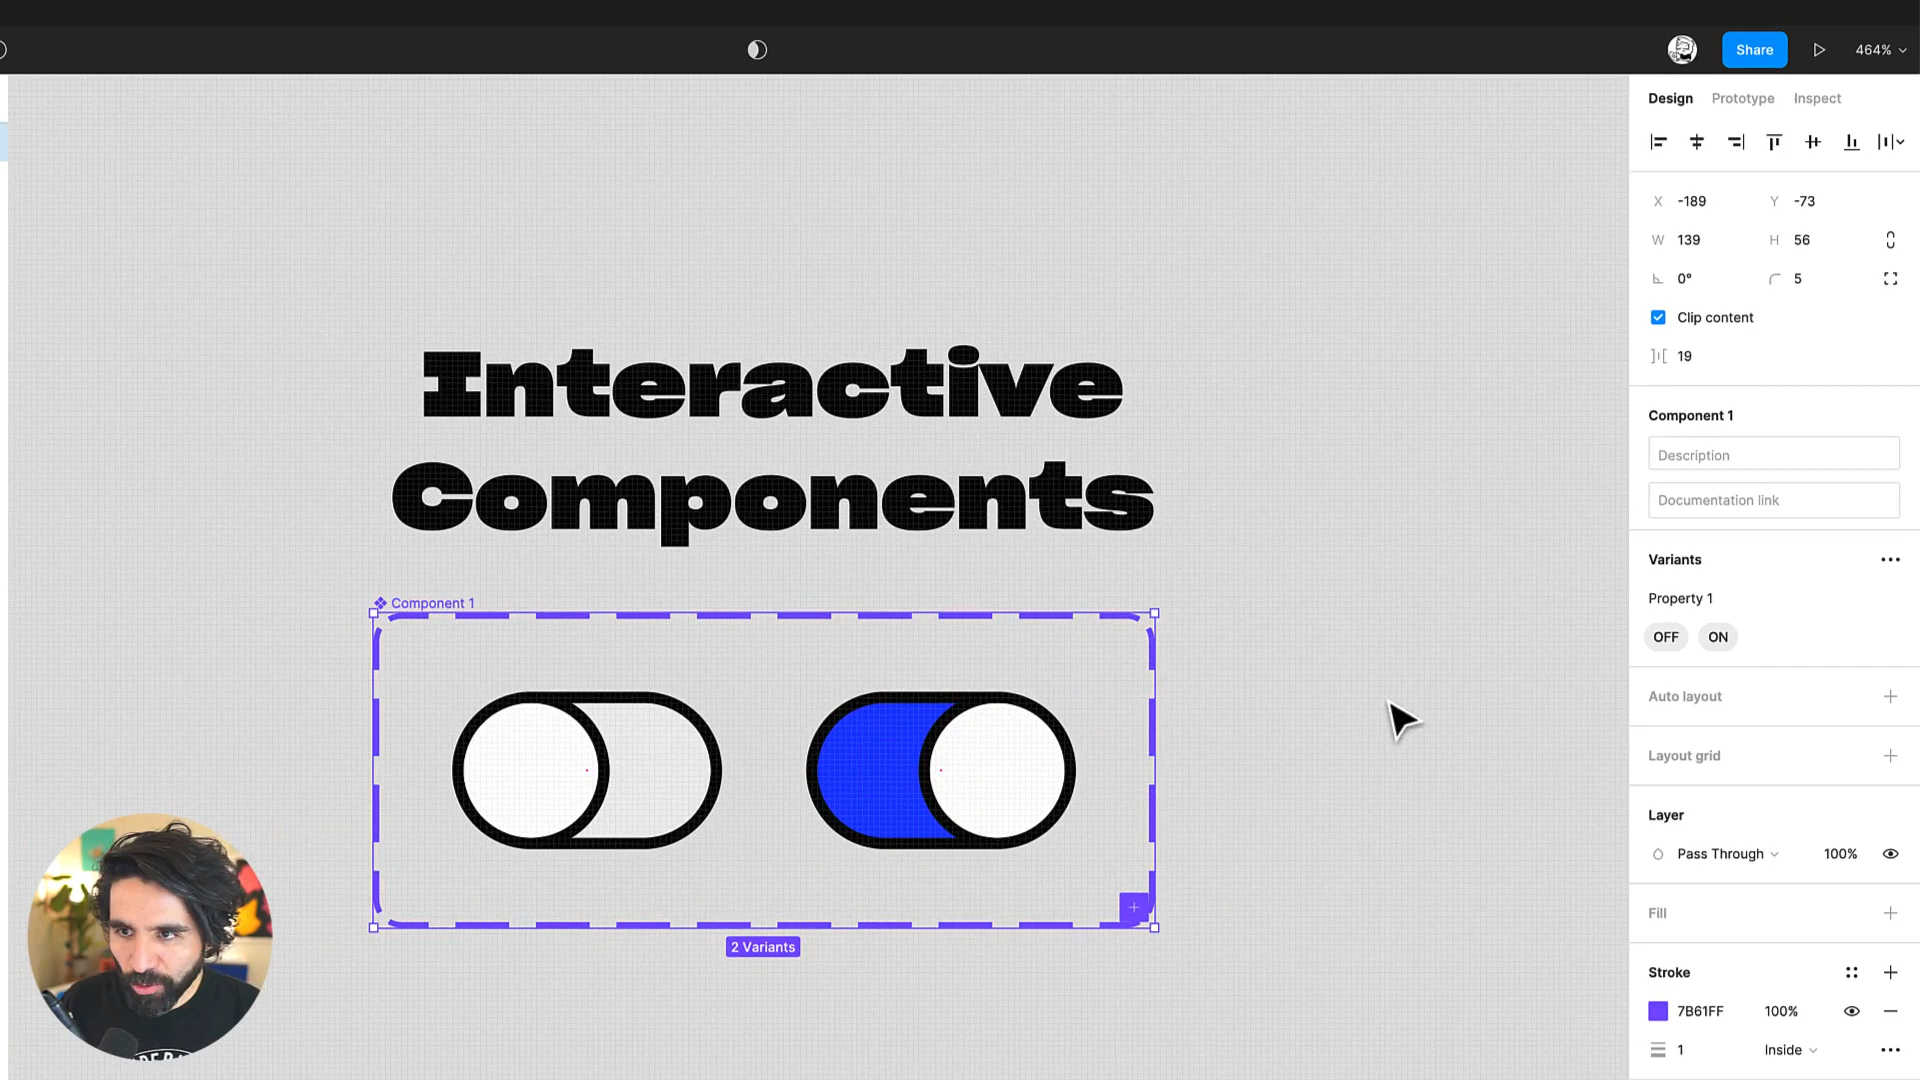 Share
464%
Design Prototype Inspect
X -189 Y -73
W 139 H 56
0° 5
Clip content
19
Interactive
Components
Component 1
Description
Documentation link
Variants
Property 1
Component 1
OFF ON
Auto layout
Layout grid
Layer
Pass Through 100%
Fill
2 Variants
Stroke
7B61FF 100%
1 Inside